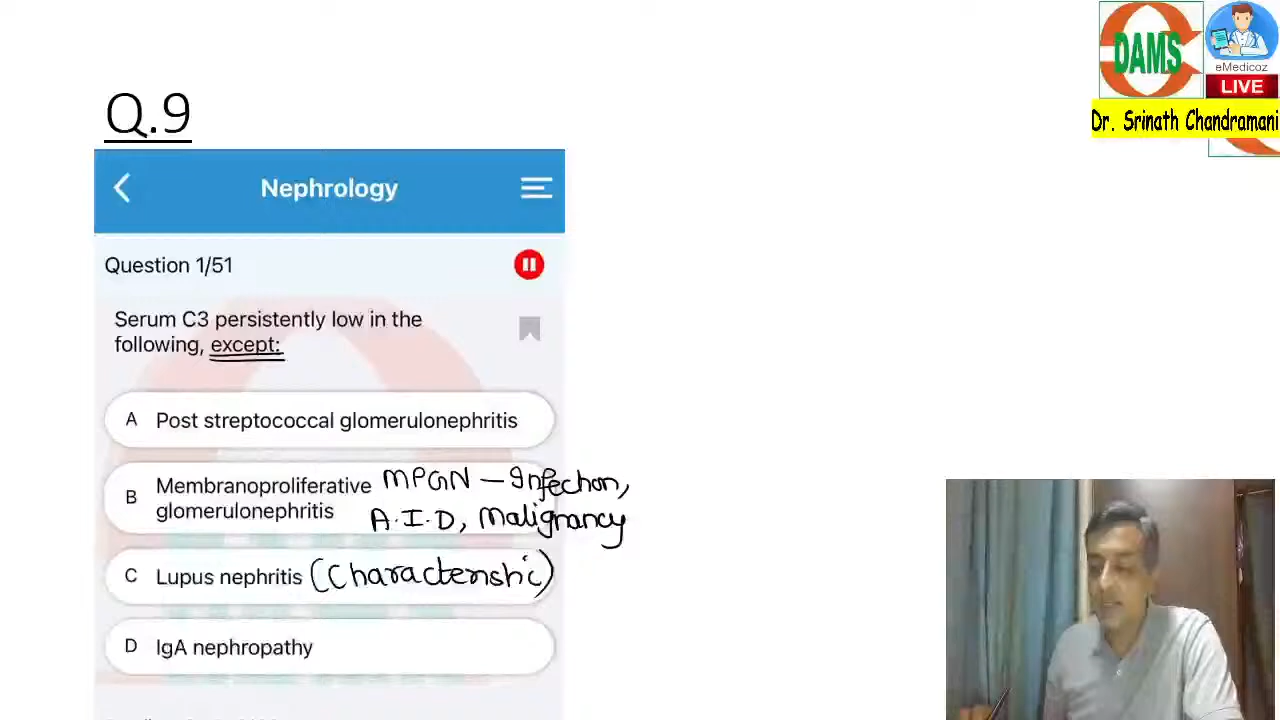 DAMS
eMedicoz
LIVE
Dr. Srinath Chandramani
Q.9
Nephrology
Question 1/51
Serum C3 persistently low in the
following, except:
A Post streptococcal glomerulonephritis
B Membranoproliferative
glomerulonephritis
MPGN – Infection,
A.I.D, Malignancy
C Lupus nephritis (Characteristic)
D IgA nephropathy